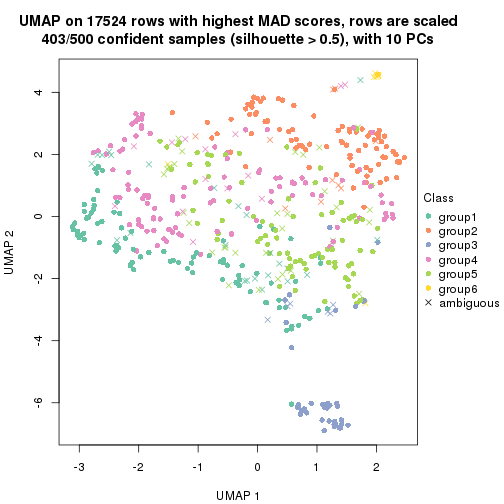 UMAP on 17524 rows with highest MAD scores, rows are scaled
403/500 confident samples (silhouette > 0.5), with 10 PCs
4
2
0
-2
-4
-6
UMAP 2
-3 -2 -1 0 1 2
UMAP 1
Class
group1
group2
group3
group4
group5
group6
ambiguous